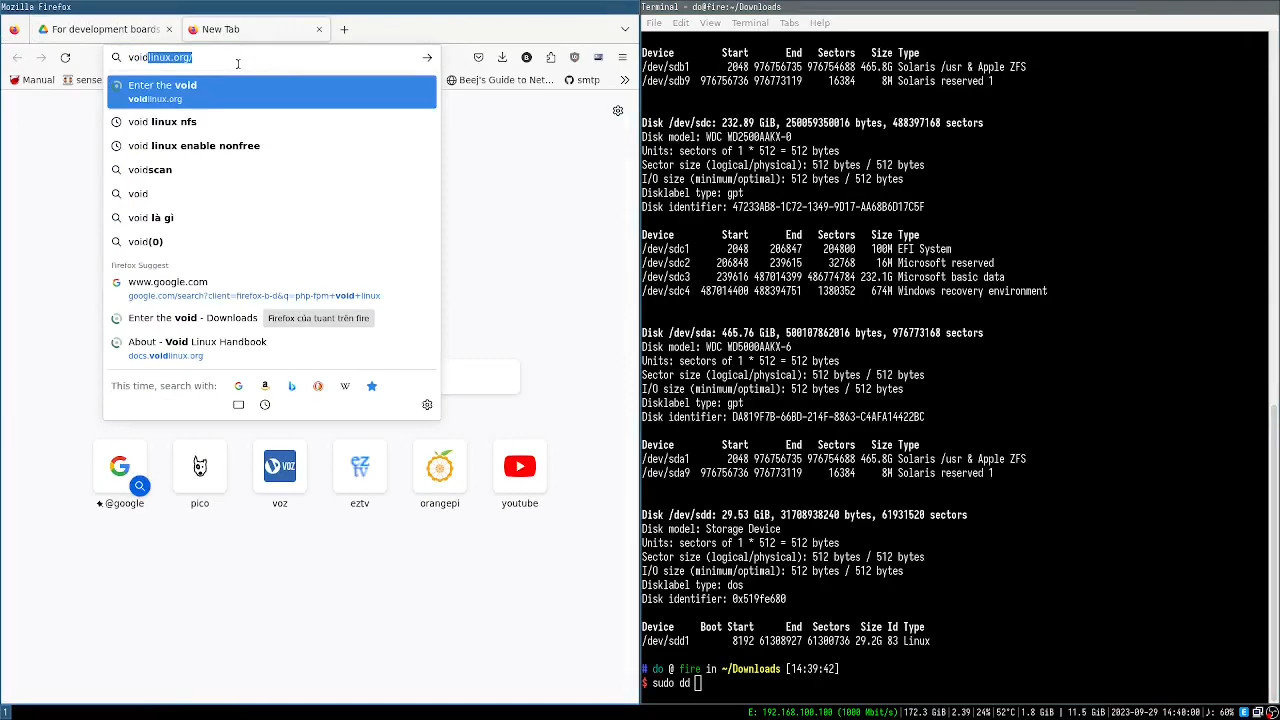 Mozilla Firefox
For development boards
New Tab
voidlinux.org/
Manual
sense
Beej's Guide to Net...
smtp
Enter the void
voidlinux.org
void linux nfs
void linux enable nonfree
voidscan
void
void là gì
void(0)
Firefox Suggest
www.google.com
google.com/search?client=firefox-b-d&q=php-fpm+void+linux
Enter the void - Downloads Firefox của tuant trên fire
About - Void Linux Handbook
docs.voidlinux.org
This time, search with:
VOZ
ez
tv
@google pico voz eztv orangepi youtube
Terminal - do@fire:~/Downloads
File Edit View Terminal Tabs Help
Device Start End Sectors Size Type
/dev/sdb1 2048 976756735 976754688 465.8G Solaris /usr & Apple ZFS
/dev/sdb9 976756736 976773119 16384 8M Solaris reserved 1
Disk /dev/sdc: 232.89 GiB, 250059350016 bytes, 488397168 sectors
Disk model: WDC WD2500AAKX-0
Units: sectors of 1 * 512 = 512 bytes
Sector size (logical/physical): 512 bytes / 512 bytes
I/O size (minimum/optimal): 512 bytes / 512 bytes
Disklabel type: gpt
Disk identifier: 47233AB8-1C72-1349-9D17-AA68B6D17C5F
Device Start End Sectors Size Type
/dev/sdc1 2048 206847 204800 100M EFI System
/dev/sdc2 206848 239615 32768 16M Microsoft reserved
/dev/sdc3 239616 487014399 486774784 232.1G Microsoft basic data
/dev/sdc4 487014400 488394751 1380352 674M Windows recovery environment
Disk /dev/sda: 465.76 GiB, 500107862016 bytes, 976773168 sectors
Disk model: WDC WD5000AAKX-6
Units: sectors of 1 * 512 = 512 bytes
Sector size (logical/physical): 512 bytes / 512 bytes
I/O size (minimum/optimal): 512 bytes / 512 bytes
Disklabel type: gpt
Disk identifier: DA819F7B-66BD-214F-8863-C4AFA14422BC
Device Start End Sectors Size Type
/dev/sda1 2048 976756735 976754688 465.8G Solaris /usr & Apple ZFS
/dev/sda9 976756736 976773119 16384 8M Solaris reserved 1
Disk /dev/sdd: 29.53 GiB, 31708938240 bytes, 61931520 sectors
Disk model: Storage Device
Units: sectors of 1 * 512 = 512 bytes
Sector size (logical/physical): 512 bytes / 512 bytes
I/O size (minimum/optimal): 512 bytes / 512 bytes
Disklabel type: dos
Disk identifier: 0x519fe680
Device Boot Start End Sectors Size Id Type
/dev/sdd1 8192 61308927 61300736 29.2G 83 Linux
# do @ fire in ~/Downloads [14:39:42]
$ sudo dd
1
E: 192.168.100.100 (1000 Mbit/s)|172.3 GiB|2.39|24%|52°C|1.8 GiB | 11.5 GiB|2023-09-29 14:40:00|♪: 60%